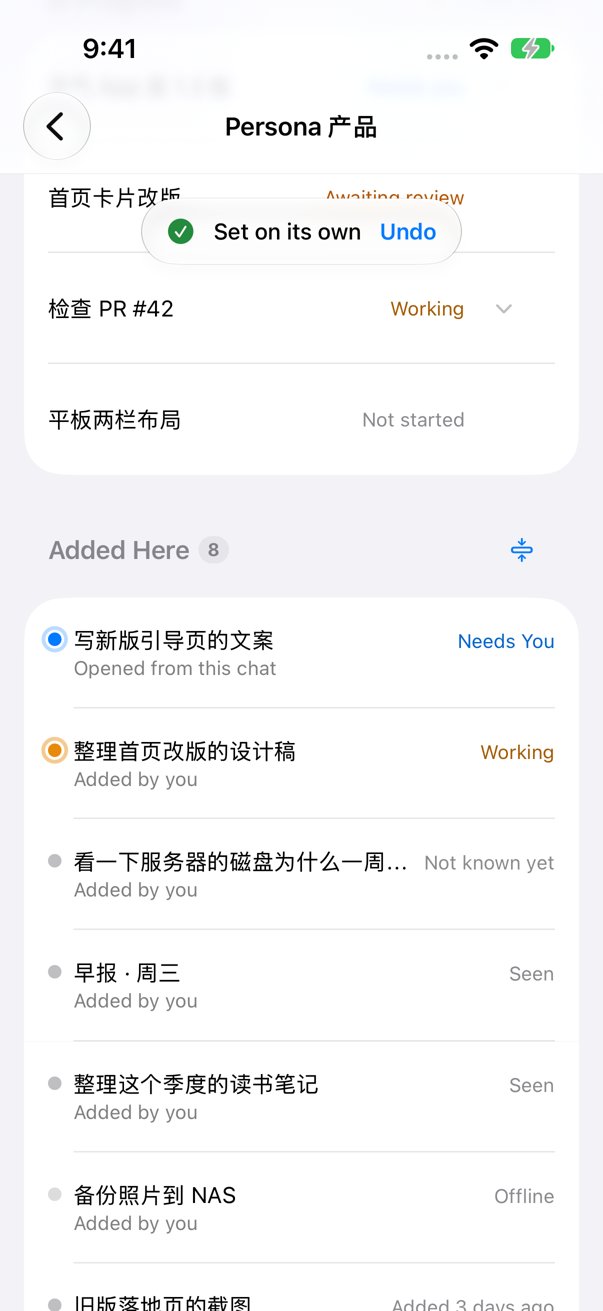 9:41
Persona 产品
首页卡片改版 Awaiting review
Set on its own Undo
检查 PR #42 Working
平板两栏布局 Not started
Added Here 8
写新版引导页的文案 Needs You
Opened from this chat
整理首页改版的设计稿 Working
Added by you
看一下服务器的磁盘为什么一周… Not known yet
Added by you
早报 · 周三 Seen
Added by you
整理这个季度的读书笔记 Seen
Added by you
备份照片到 NAS Offline
Added by you
旧版落地页的截图 Added 3 days ago